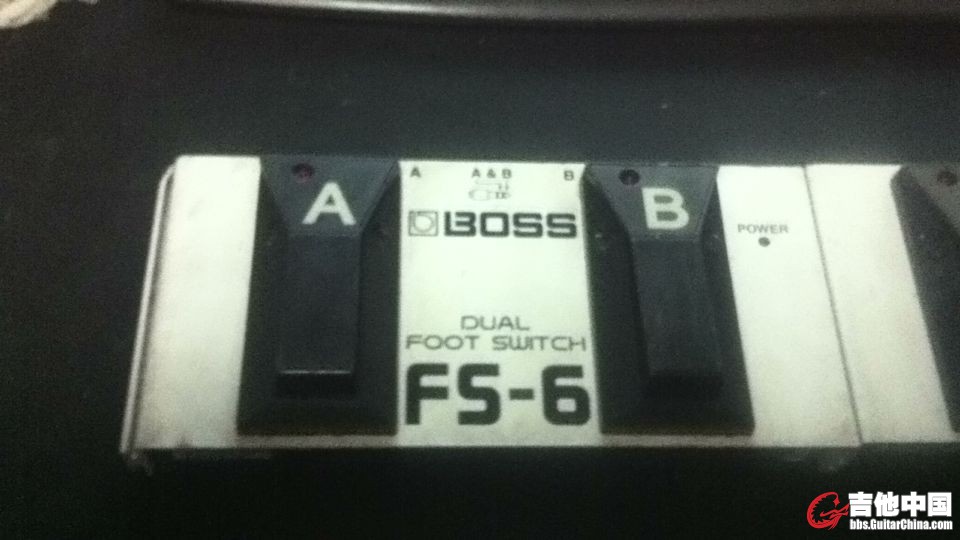 A
A
A & B
B
B
BOSS
POWER
DUAL
FOOT SWITCH
FS-6
吉他中国
bbs.GuitarChina.com